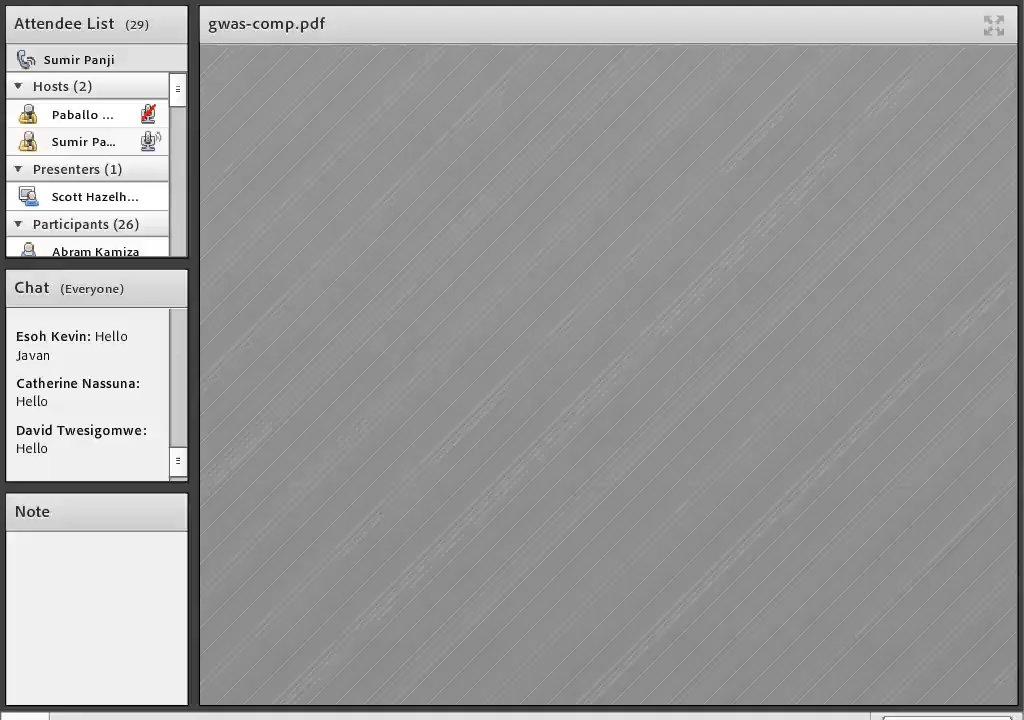 Attendee List (29)
Sumir Panji
Hosts (2)
Paballo ...
Sumir Pa...
Presenters (1)
Scott Hazelh...
Participants (26)
Abram Kamiza
Chat (Everyone)
Esoh Kevin: Hello
Javan
Catherine Nassuna:
Hello
David Twesigomwe:
Hello
Note
gwas-comp.pdf